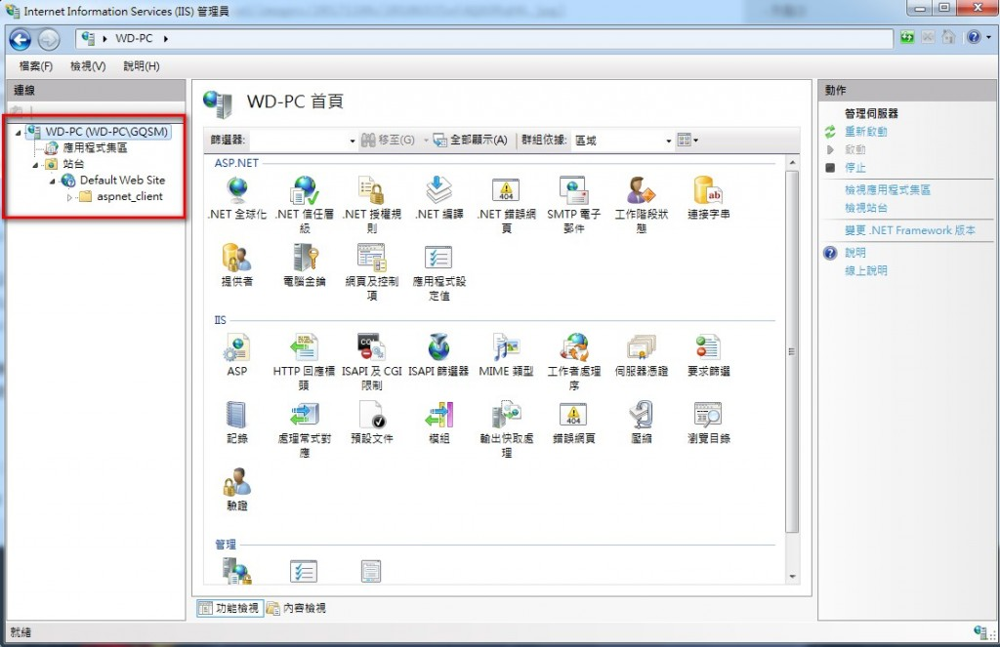 Internet Information Services (IIS) 管理員
WD-PC
檔案(F) 檢視(V) 說明(H)
連線
WD-PC (WD-PC\GQSM)
應用程式集區
站台
Default Web Site
aspnet_client
WD-PC 首頁
篩選器: 移至(G) 全部顯示(A) 群組依據: 區域
ASP.NET
.NET 全球化
.NET 信任層級
.NET 授權規則
.NET 編譯
.NET 錯誤網頁
SMTP 電子郵件
工作階段狀態
連接字串
提供者
電腦金鑰
網頁及控制項
應用程式設定值
IIS
ASP
HTTP 回應標頭
ISAPI 及 CGI 限制
ISAPI 篩選器
MIME 類型
工作者處理序
伺服器憑證
要求篩選
記錄
處理常式對應
預設文件
模組
輸出快取處理
錯誤網頁
壓縮
瀏覽目錄
驗證
管理
功能檢視 內容檢視
動作
管理伺服器
重新啟動
啟動
停止
檢視應用程式集區
檢視站台
變更 .NET Framework 版本
說明
線上說明
就緒